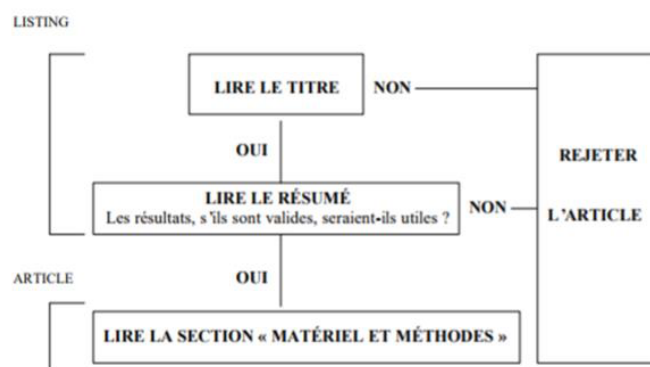 LISTING
LIRE LE TITRE
NON
OUI
REJETER
L'ARTICLE
LIRE LE RÉSUMÉ
Les résultats, s'ils sont valides, seraient-ils utiles ?
NON
ARTICLE
OUI
LIRE LA SECTION « MATÉRIEL ET MÉTHODES »